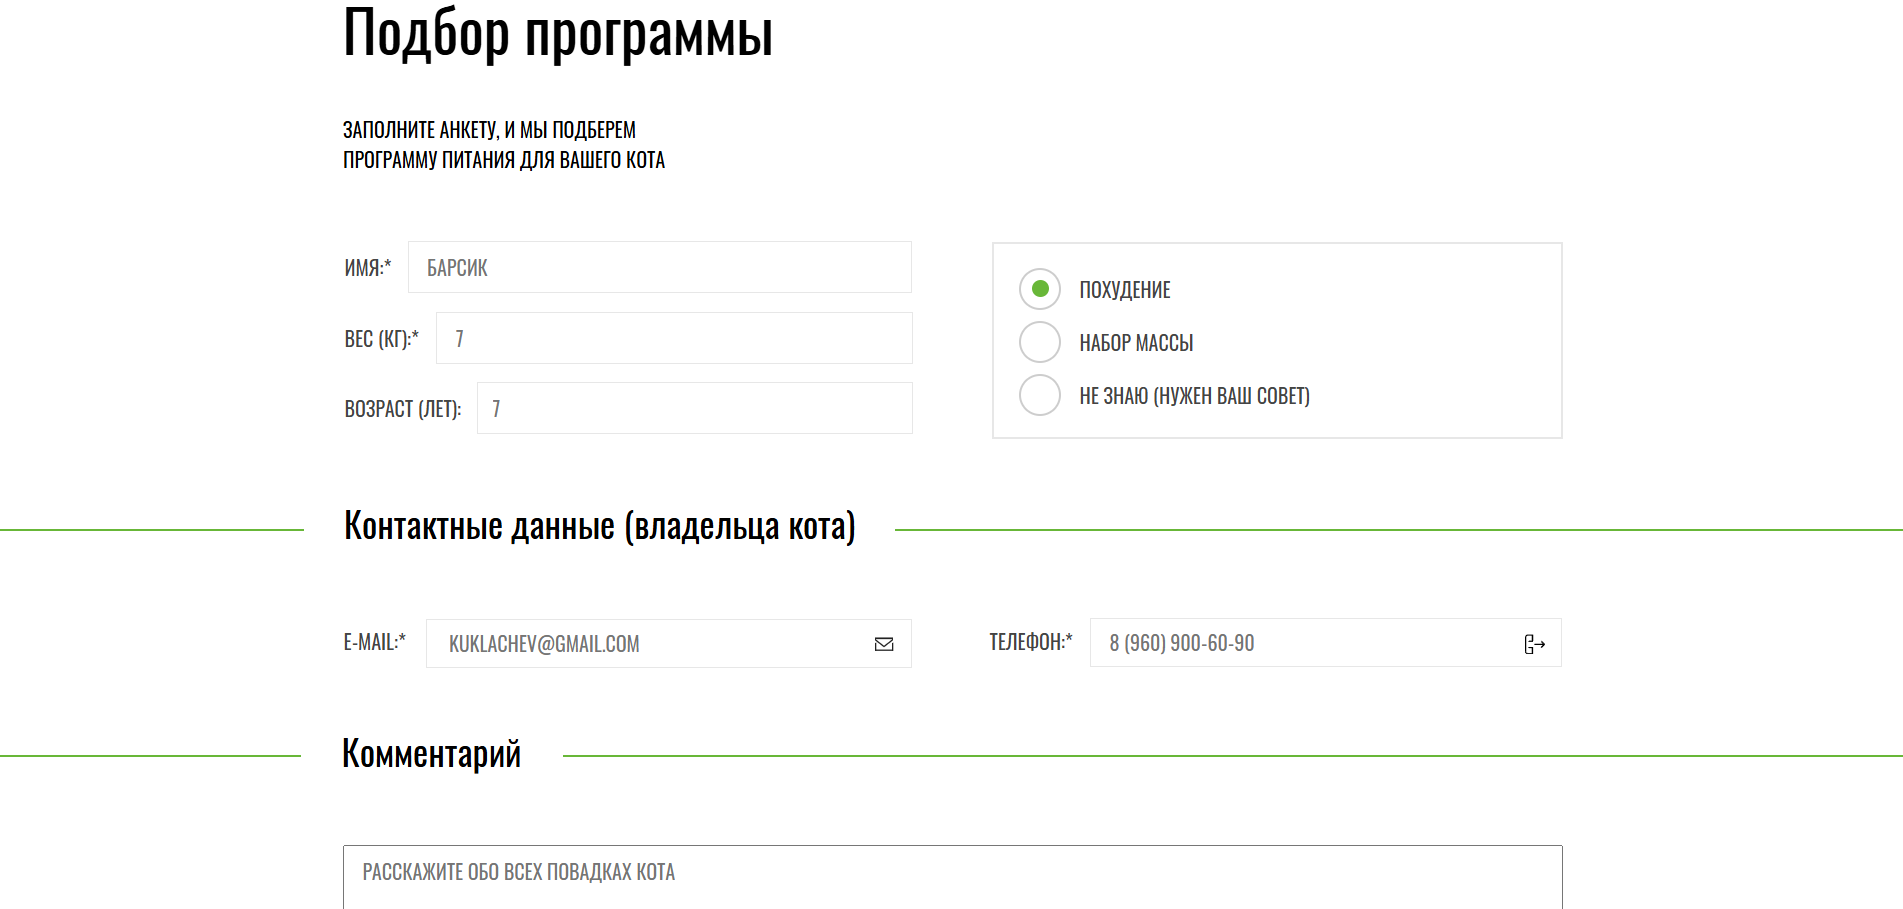 Подбор программы
ЗАПОЛНИТЕ АНКЕТУ, И МЫ ПОДБЕРЕМ
ПРОГРАММУ ПИТАНИЯ ДЛЯ ВАШЕГО КОТА
ИМЯ:* БАРСИК
ВЕС (КГ):* 7
ВОЗРАСТ (ЛЕТ): 7
ПОХУДЕНИЕ
НАБОР МАССЫ
НЕ ЗНАЮ (НУЖЕН ВАШ СОВЕТ)
Контактные данные (владельца кота)
E-MAIL:* KUKLACHEV@GMAIL.COM
ТЕЛЕФОН:* 8 (960) 900-60-90
Комментарий
РАССКАЖИТЕ ОБО ВСЕХ ПОВАДКАХ КОТА